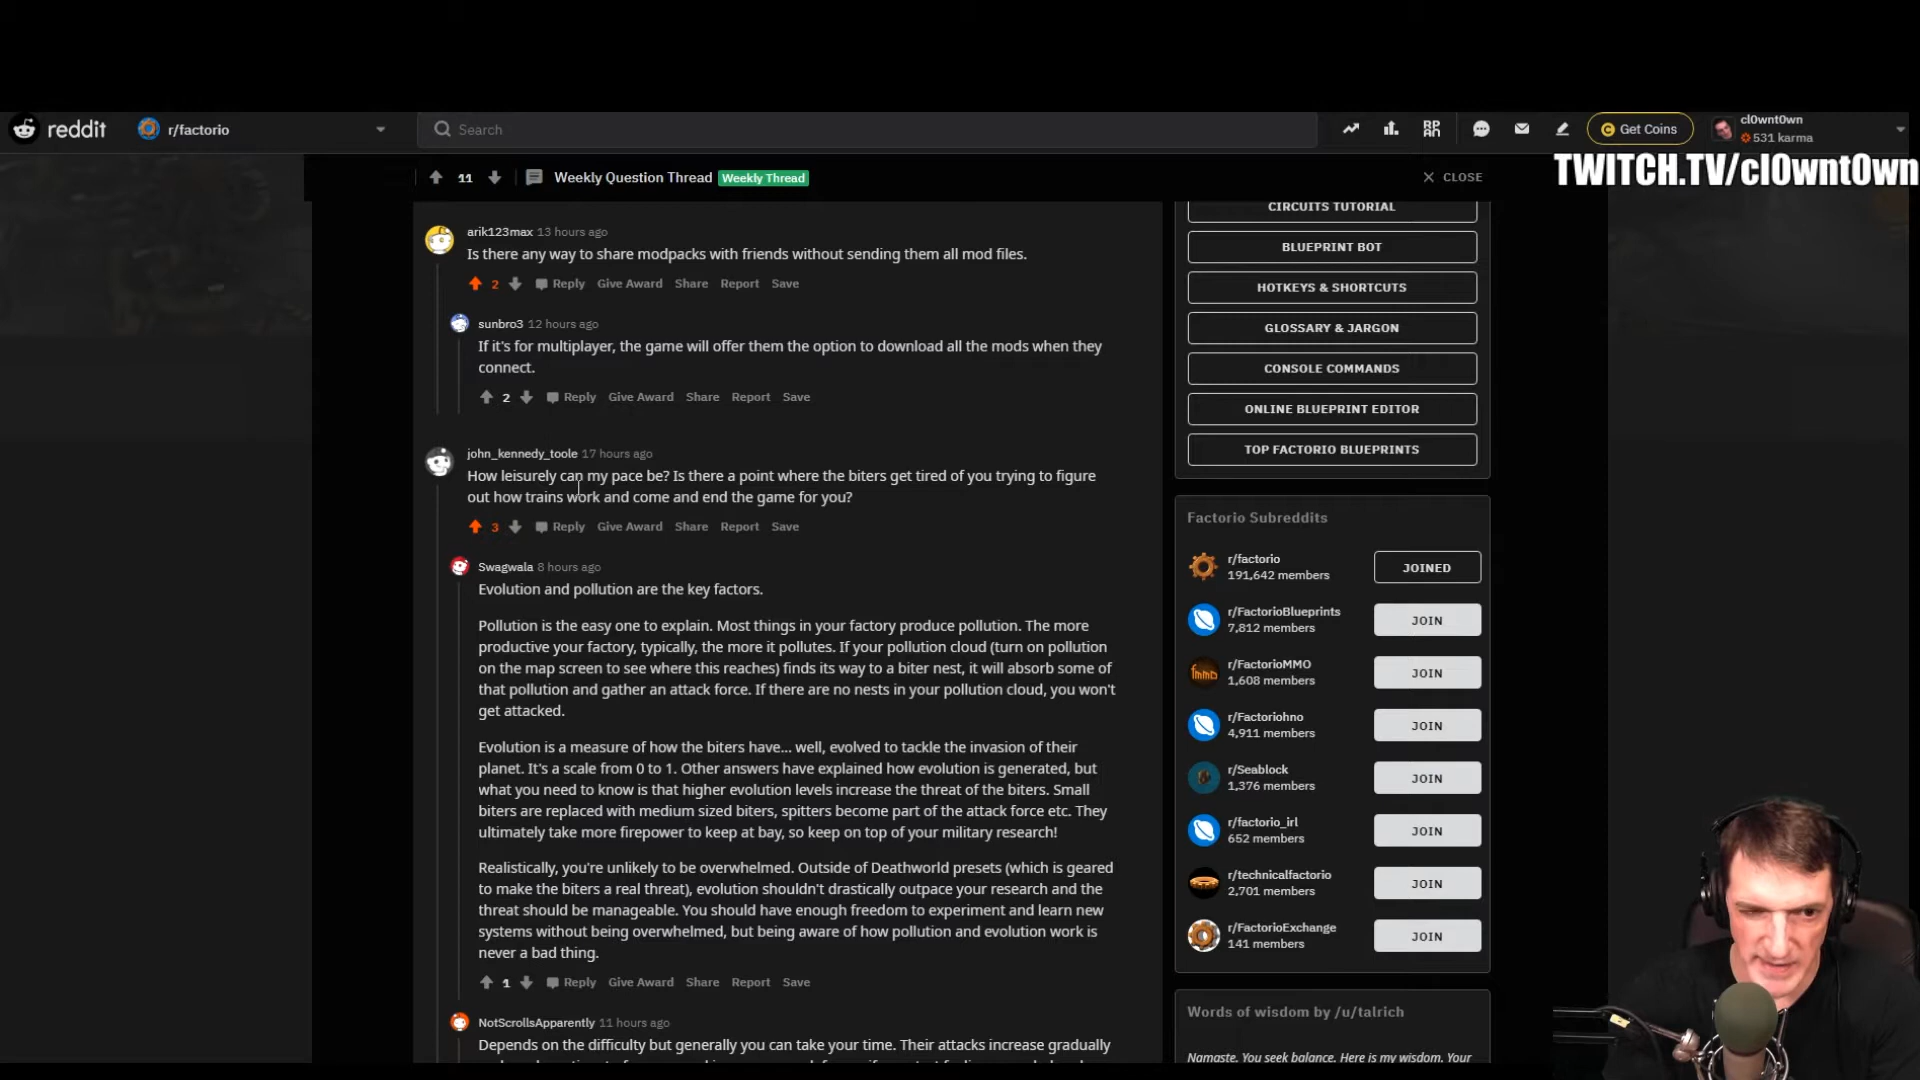 reddit
r/factorio
Search
Get Coins
cl0wnt0wn
531 karma
TWITCH.TV/cl0wnt0wn
11
Weekly Question Thread
Weekly Thread
CLOSE
arik123max 13 hours ago
Is there any way to share modpacks with friends without sending them all mod files.
2 Reply Give Award Share Report Save
sunbro3 12 hours ago
If it's for multiplayer, the game will offer them the option to download all the mods when they
connect.
2 Reply Give Award Share Report Save
john_kennedy_toole 17 hours ago
How leisurely can my pace be? Is there a point where the biters get tired of you trying to figure
out how trains work and come and end the game for you?
3 Reply Give Award Share Report Save
Swagwala 8 hours ago
Evolution and pollution are the key factors.
Pollution is the easy one to explain. Most things in your factory produce pollution. The more
productive your factory, typically, the more it pollutes. If your pollution cloud (turn on pollution
on the map screen to see where this reaches) finds its way to a biter nest, it will absorb some of
that pollution and gather an attack force. If there are no nests in your pollution cloud, you won't
get attacked.
Evolution is a measure of how the biters have... well, evolved to tackle the invasion of their
planet. It's a scale from 0 to 1. Other answers have explained how evolution is generated, but
what you need to know is that higher evolution levels increase the threat of the biters. Small
biters are replaced with medium sized biters, spitters become part of the attack force etc. They
ultimately take more firepower to keep at bay, so keep on top of your military research!
Realistically, you're unlikely to be overwhelmed. Outside of Deathworld presets (which is geared
to make the biters a real threat), evolution shouldn't drastically outpace your research and the
threat should be manageable. You should have enough freedom to experiment and learn new
systems without being overwhelmed, but being aware of how pollution and evolution work is
never a bad thing.
1 Reply Give Award Share Report Save
NotScrollsApparently 11 hours ago
Depends on the difficulty but generally you can take your time. Their attacks increase gradually
CIRCUITS TUTORIAL
BLUEPRINT BOT
HOTKEYS & SHORTCUTS
GLOSSARY & JARGON
CONSOLE COMMANDS
ONLINE BLUEPRINT EDITOR
TOP FACTORIO BLUEPRINTS
Factorio Subreddits
r/factorio
191,642 members
JOINED
r/FactorioBlueprints
7,812 members
JOIN
r/FactorioMMO
1,608 members
JOIN
r/Factoriohno
4,911 members
JOIN
r/Seablock
1,376 members
JOIN
r/factorio_irl
652 members
JOIN
r/technicalfactorio
2,701 members
JOIN
r/FactorioExchange
141 members
JOIN
Words of wisdom by /u/talrich
Namaste. You seek balance. Here is my wisdom. Your